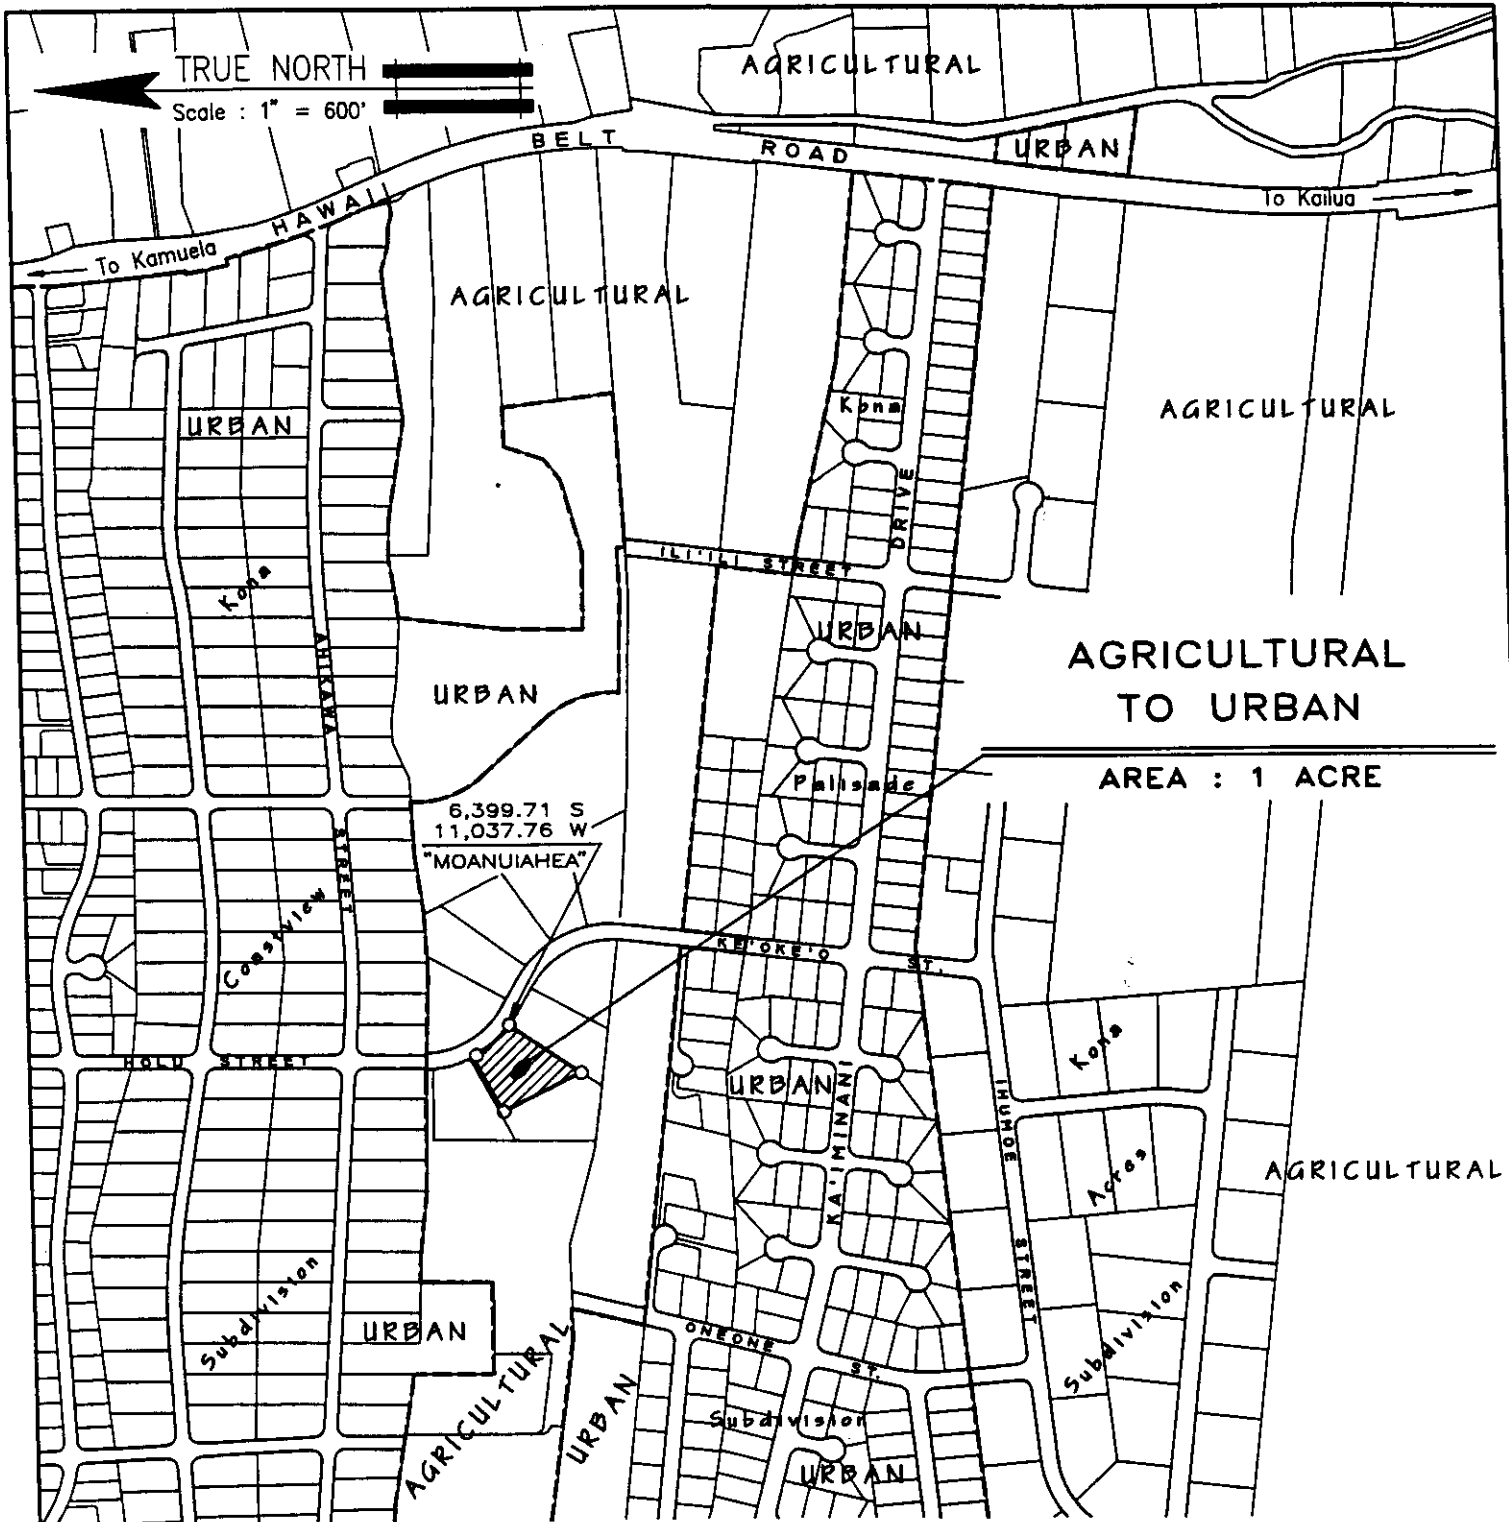 TRUE NORTH
Scale : 1" = 600'
AGRICULTURAL
BELT
ROAD
URBAN
HAWAII
To Kailua
To Kamuela
AGRICULTURAL
Kona
AGRICULTURAL
URBAN
DRIVE
ILI'ILI STREET
Kona
URBAN
AHIKAWA
AGRICULTURAL
TO URBAN
URBAN
AREA : 1 ACRE
Palisade
6,399.71 S
11,037.76 W
"MOANUIAHEA"
STREET
Coastview
KE'OKE'O
ST.
HOLU STREET
Kona
URBAN
KA'IMINANI
IHUMOE
Acres
AGRICULTURAL
STREET
Subdivision
Subdivision
URBAN
ONEONE
ST.
AGRICULTURAL
URBAN
Subdivision
URBAN